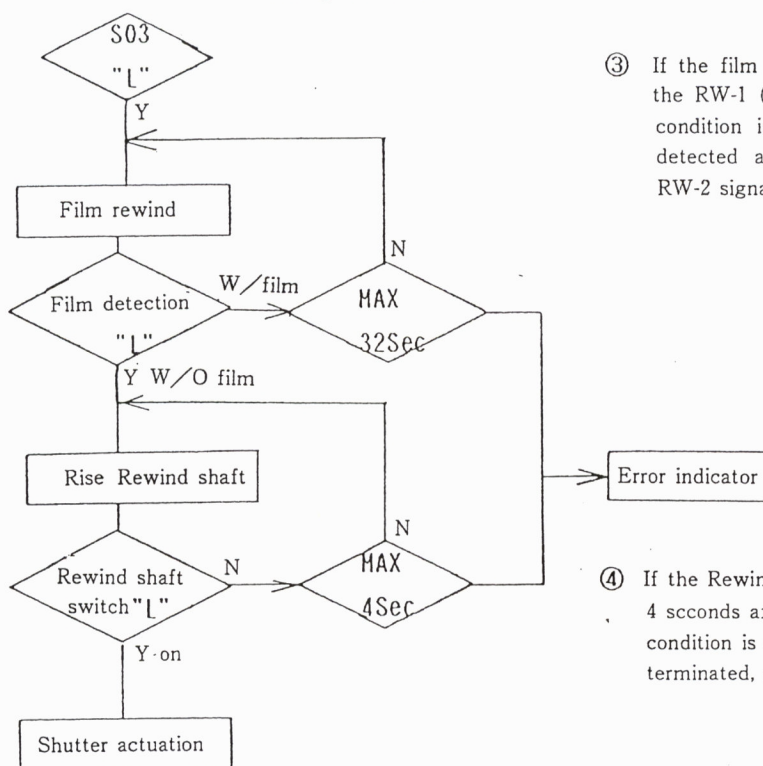 S03
"L"
Y
Film rewind
N
W/film
Film detection
"L"
MAX
32Sec
Y W/O film
Rise Rewind shaft
N
Rewind shaft
switch "L"
N
MAX
4Sec
Y·on
Shutter actuation
Error indicator
③ If the film
the RW-1 (
condition i
detected a
RW-2 signa
④ If the Rewin
4 scconds a
condition is
terminated,